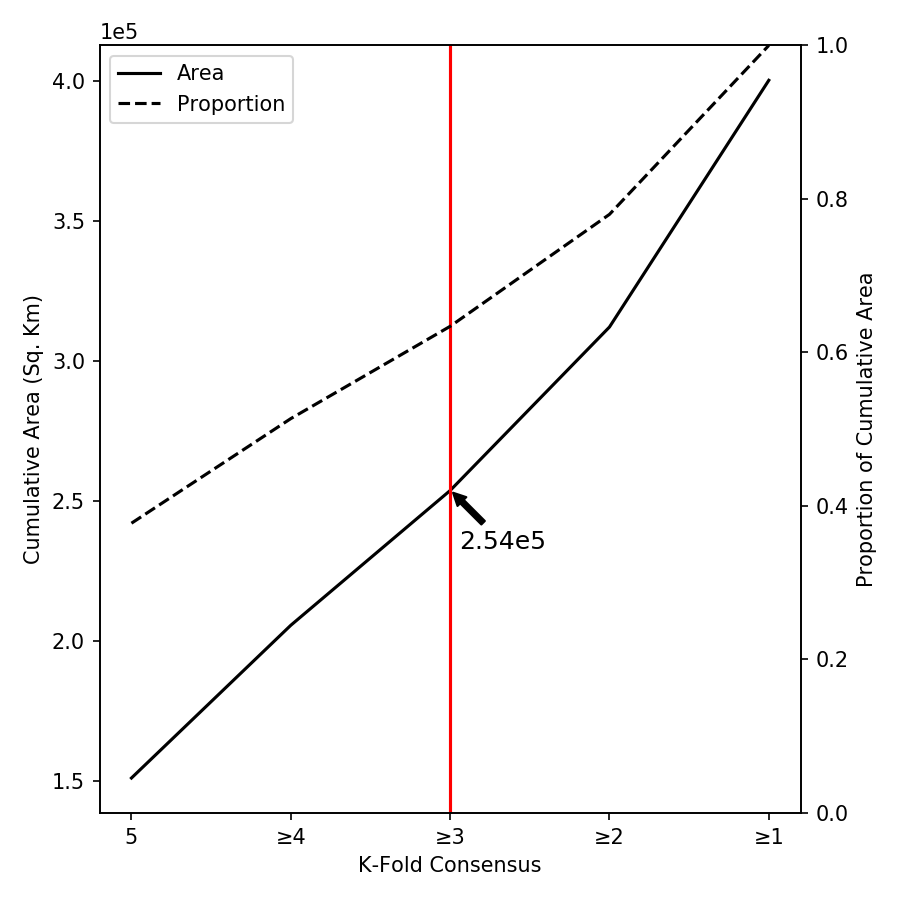 1e5
Area
Proportion
4.0
3.5
3.0
2.5
2.0
1.5
Cumulative Area (Sq. Km)
2.54e5
1.0
0.8
0.6
0.4
0.2
0.0
Proportion of Cumulative Area
5
≥4
≥3
≥2
≥1
K-Fold Consensus